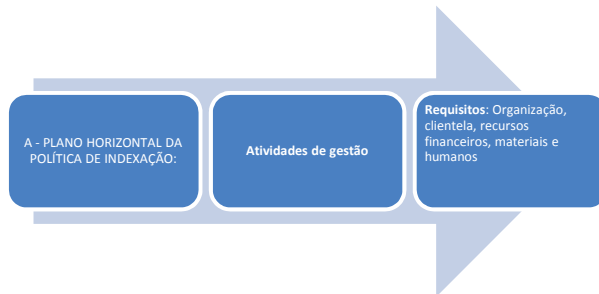 A - PLANO HORIZONTAL DA
POLÍTICA DE INDEXAÇÃO:
Atividades de gestão
Requisitos: Organização,
clientela, recursos
financeiros, materiais e
humanos